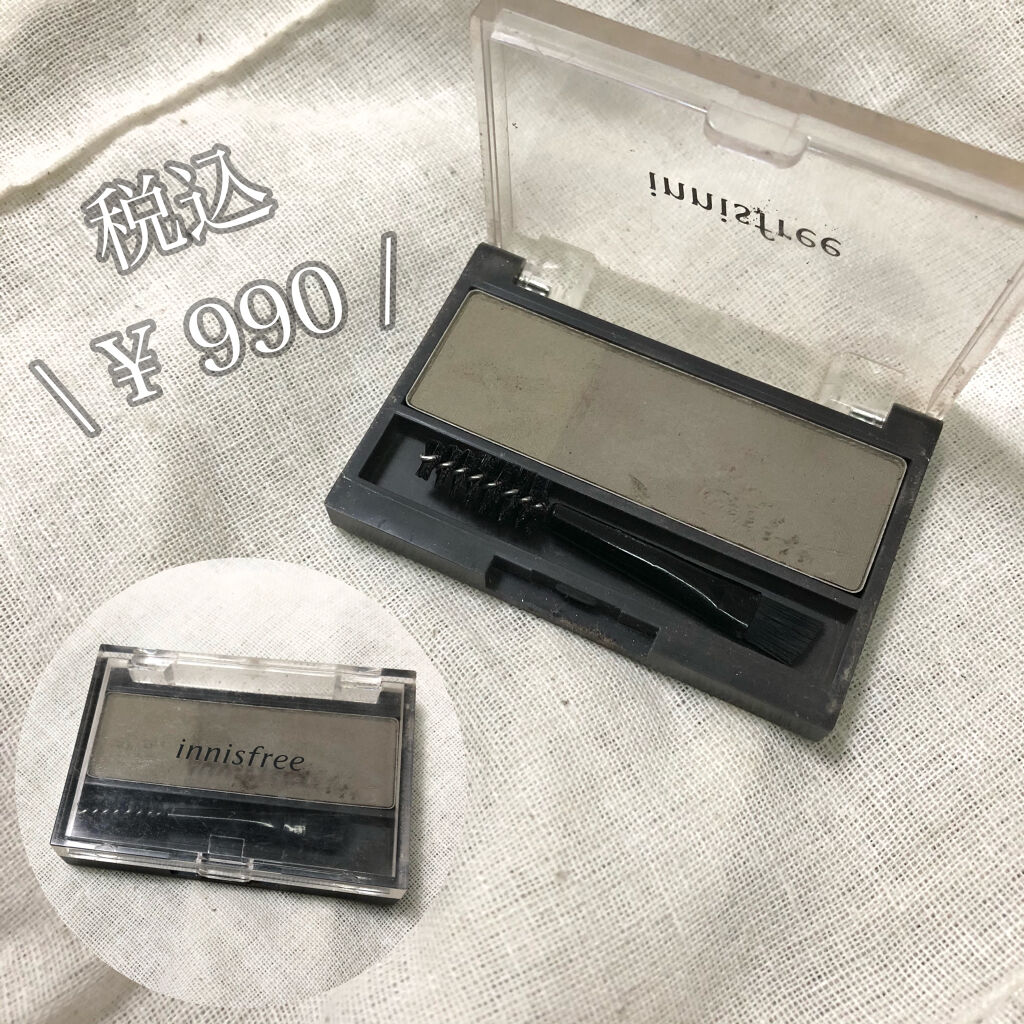 税込
\ ¥ 990 /
innisfree
innisfree